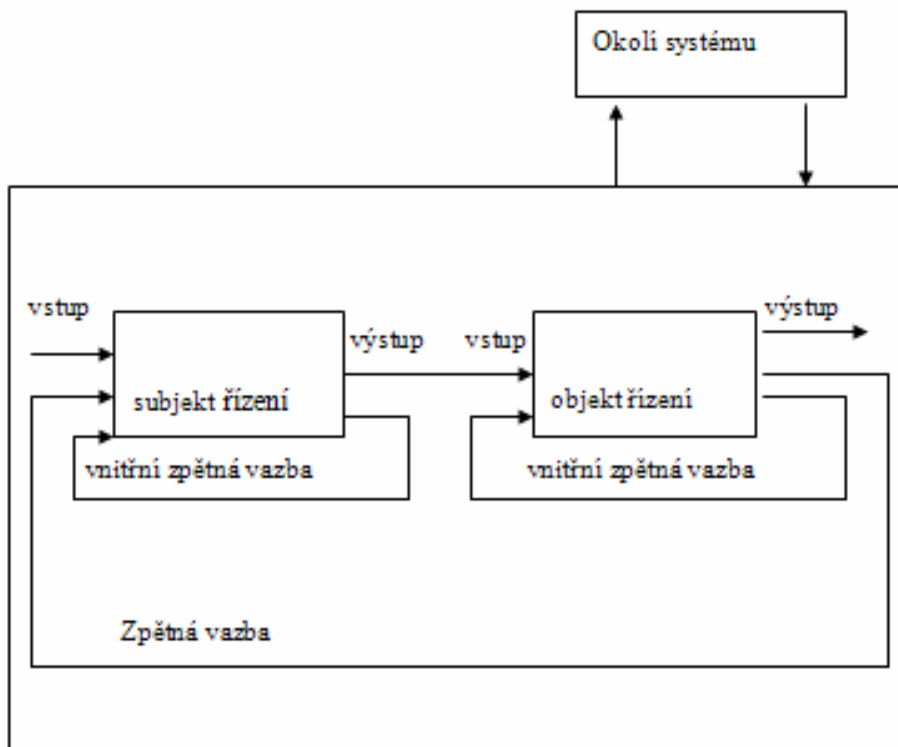 Okolí systému
vstup
výstup
výstup
vstup
subjekt řízení
objekt řízení
vnitřní zpětná vazba
vnitřní zpětná vazba
Zpětná vazba